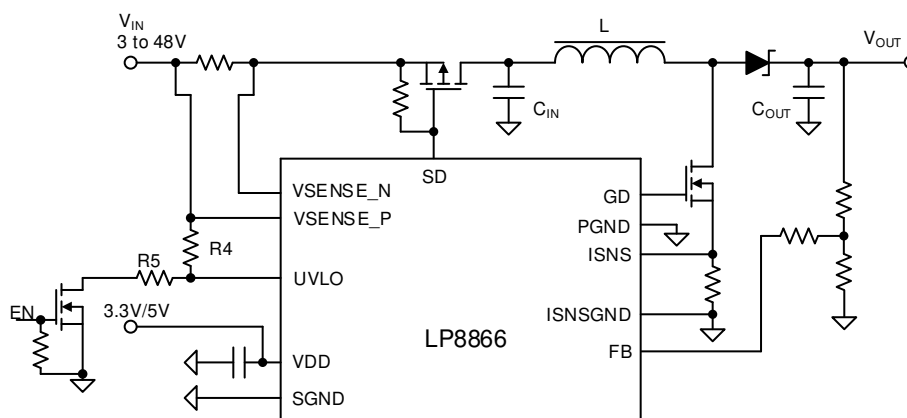 VIN
3 to 48V
L
VOUT
CIN
COUT
SD
VSENSE_N
GD
VSENSE_P
PGND
R4
ISNS
R5
UVLO
EN
3.3V/5V
ISNSGND
LP8866
VDD
FB
SGND